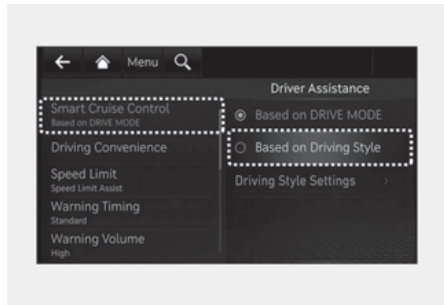 Menu
Driver Assistance
Smart Cruise Control
Based on DRIVE MODE
Driving Convenience
Speed Limit
Speed Limit Assist
Warning Timing
Standard
Warning Volume
High
Based on DRIVE MODE
Based on Driving Style
Driving Style Settings